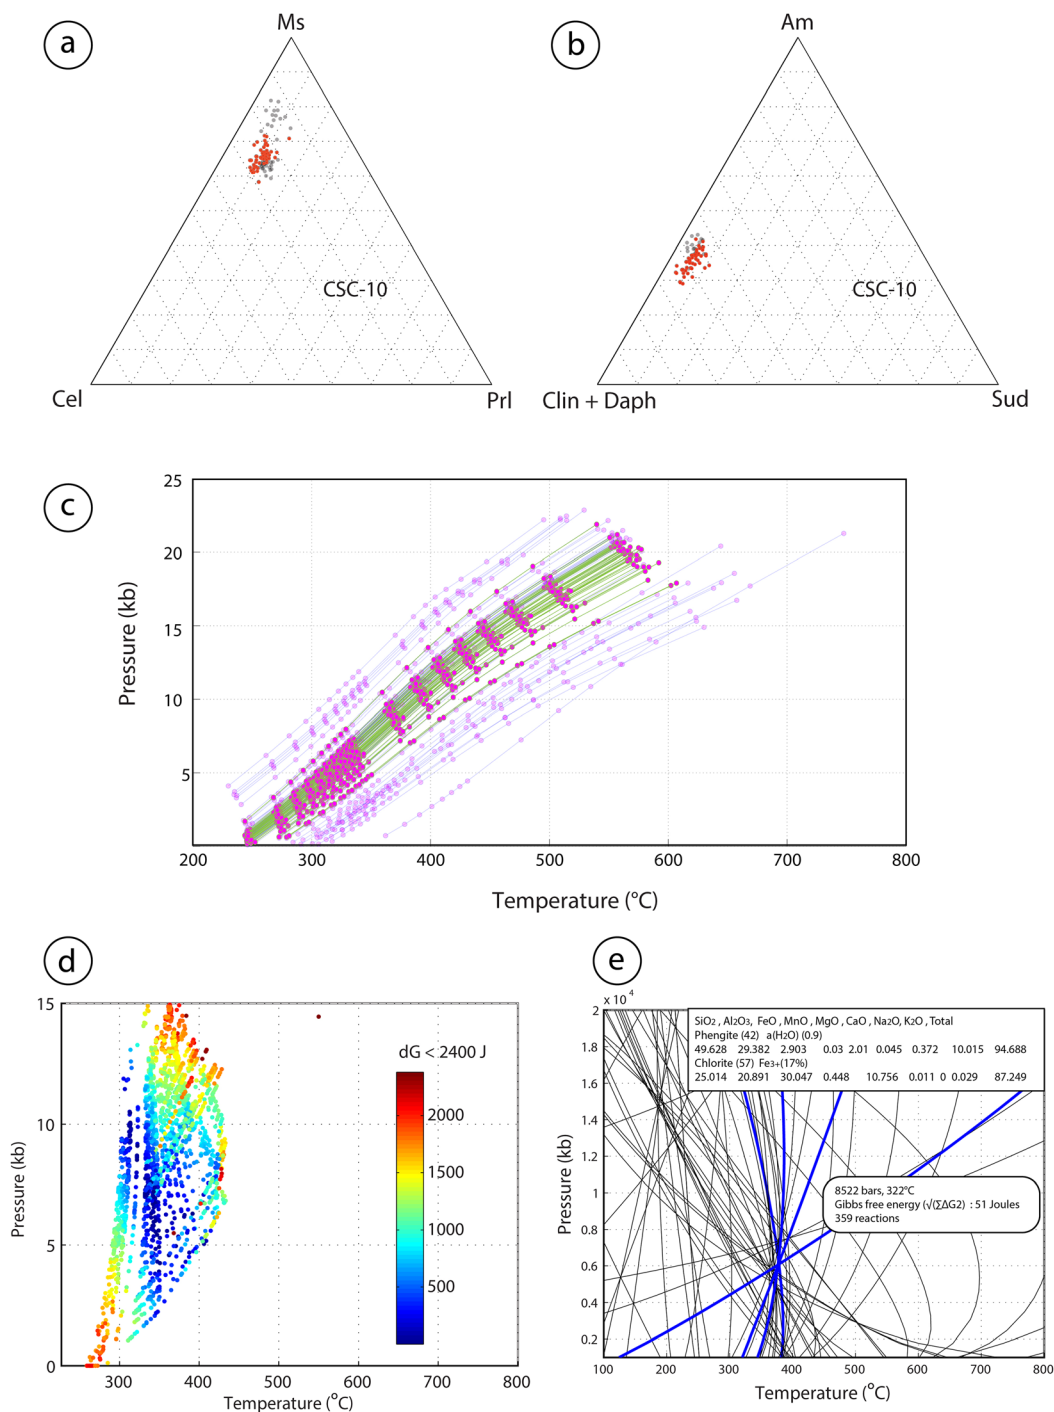 a
Ms
CSC-10
Cel
Prl
b
Am
CSC-10
Clin + Daph
Sud
c
25
20
15
10
5
Pressure (kb)
200
300
400
500
600
700
800
Temperature (°C)
d
15
10
5
0
Pressure (kb)
dG < 2400 J
2000
1500
1000
500
300
400
500
600
700
800
Temperature (°C)
e
x 10⁴
2
1.8
1.6
1.4
1.2
1
0.8
0.6
0.4
0.2
Pressure (kb)
SiO2 , Al2O3, FeO , MnO , MgO , CaO , Na2O, K2O , Total
Phengite (42) a(H2O) (0.9)
49.628 29.382 2.903 0.03 2.01 0.045 0.372 10.015 94.688
Chlorite (57) Fe3+(17%)
25.014 20.891 30.047 0.448 10.756 0.011 0 0.029 87.249
8522 bars, 322°C
Gibbs free energy (√(∑ΔG2) : 51 Joules
359 reactions
100
200
300
400
500
600
700
800
Temperature (°C)